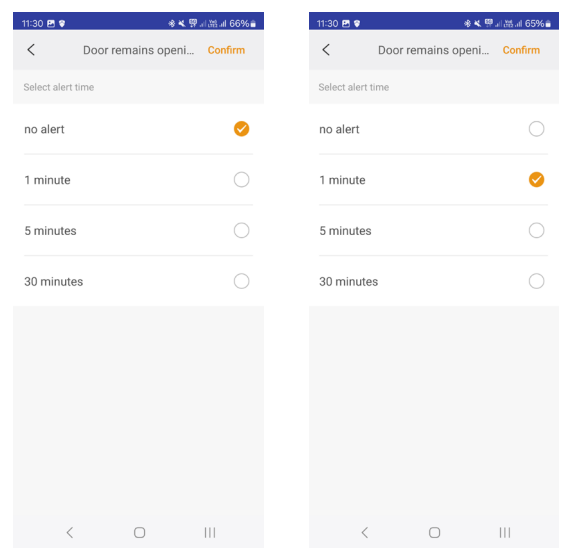 11:30 66%
Door remains openi... Confirm
Select alert time
no alert
1 minute
5 minutes
30 minutes
11:30 65%
Door remains openi... Confirm
Select alert time
no alert
1 minute
5 minutes
30 minutes